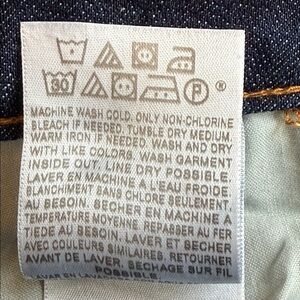 30
P ®
MACHINE WASH COLD. ONLY NON-CHLORINE
BLEACH IF NEEDED. TUMBLE DRY MEDIUM.
WARM IRON IF NEEDED. WASH AND DRY
WITH LIKE COLORS. WASH GARMENT
INSIDE OUT. LINE DRY POSSIBLE.
LAVER EN MACHINE A L'EAU FROIDE
BLANCHIMENT SANS CHLORE SEULEMENT,
AU BESOIN. SECHER EN MACHINE A
TEMPERATURE MOYENNE. REPASSER AU FER
AU BESOIN. LAVER ET SECHER
AVEC COULEURS SIMILAIRES. RETOURNER
AVANT DE LAVER. SECHAGE SUR FIL
POSSIBLE.